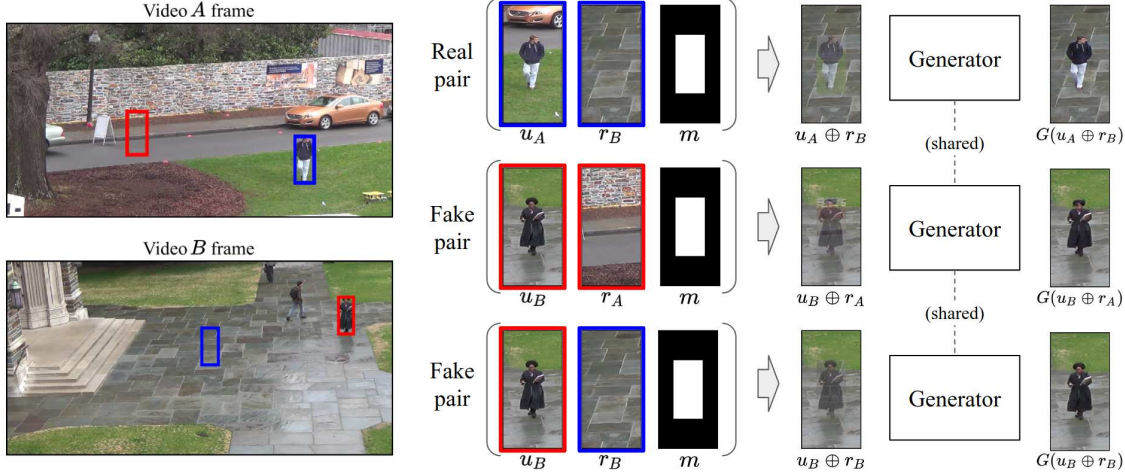 Video A frame
Video B frame
Real
pair
u_A
r_B
m
u_A ⊕ r_B
Generator
G(u_A ⊕ r_B)
(shared)
Fake
pair
u_B
r_A
m
u_B ⊕ r_A
Generator
G(u_B ⊕ r_A)
(shared)
Fake
pair
u_B
r_B
m
u_B ⊕ r_B
Generator
G(u_B ⊕ r_B)